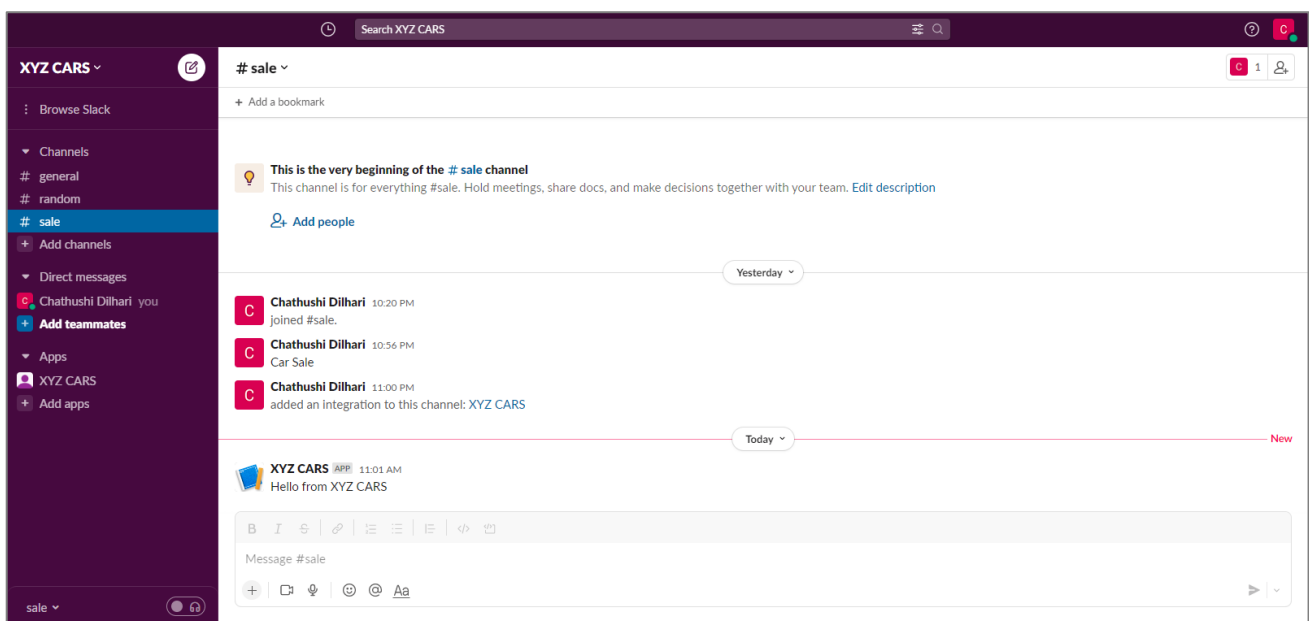 Search XYZ CARS
C
XYZ CARS
# sale
C 1
Browse Slack
+ Add a bookmark
Channels
# general
# random
# sale
+ Add channels
Direct messages
C Chathushi Dilhari you
+ Add teammates
Apps
XYZ CARS
+ Add apps
sale
This is the very beginning of the # sale channel
This channel is for everything #sale. Hold meetings, share docs, and make decisions together with your team. Edit description
Add people
Yesterday
C
Chathushi Dilhari 10:20 PM
joined #sale.
C
Chathushi Dilhari 10:56 PM
Car Sale
C
Chathushi Dilhari 11:00 PM
added an integration to this channel: XYZ CARS
Today
New
XYZ CARS APP 11:01 AM
Hello from XYZ CARS
B I S
Message #sale
+ @ Aa